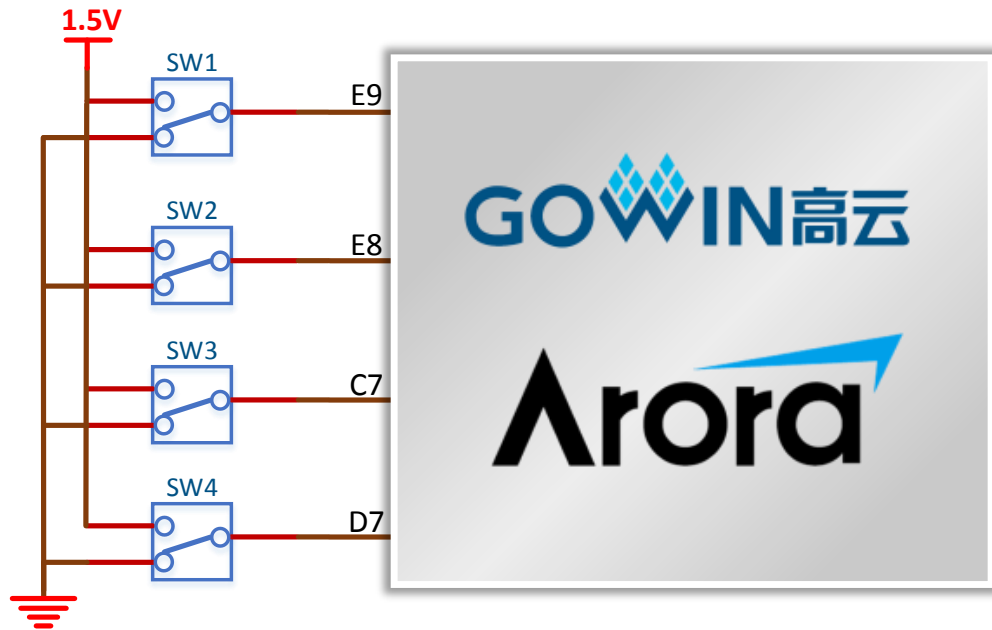 1.5V
SW1
E9
SW2
E8
GOWIN高云
SW3
C7
Arora
SW4
D7